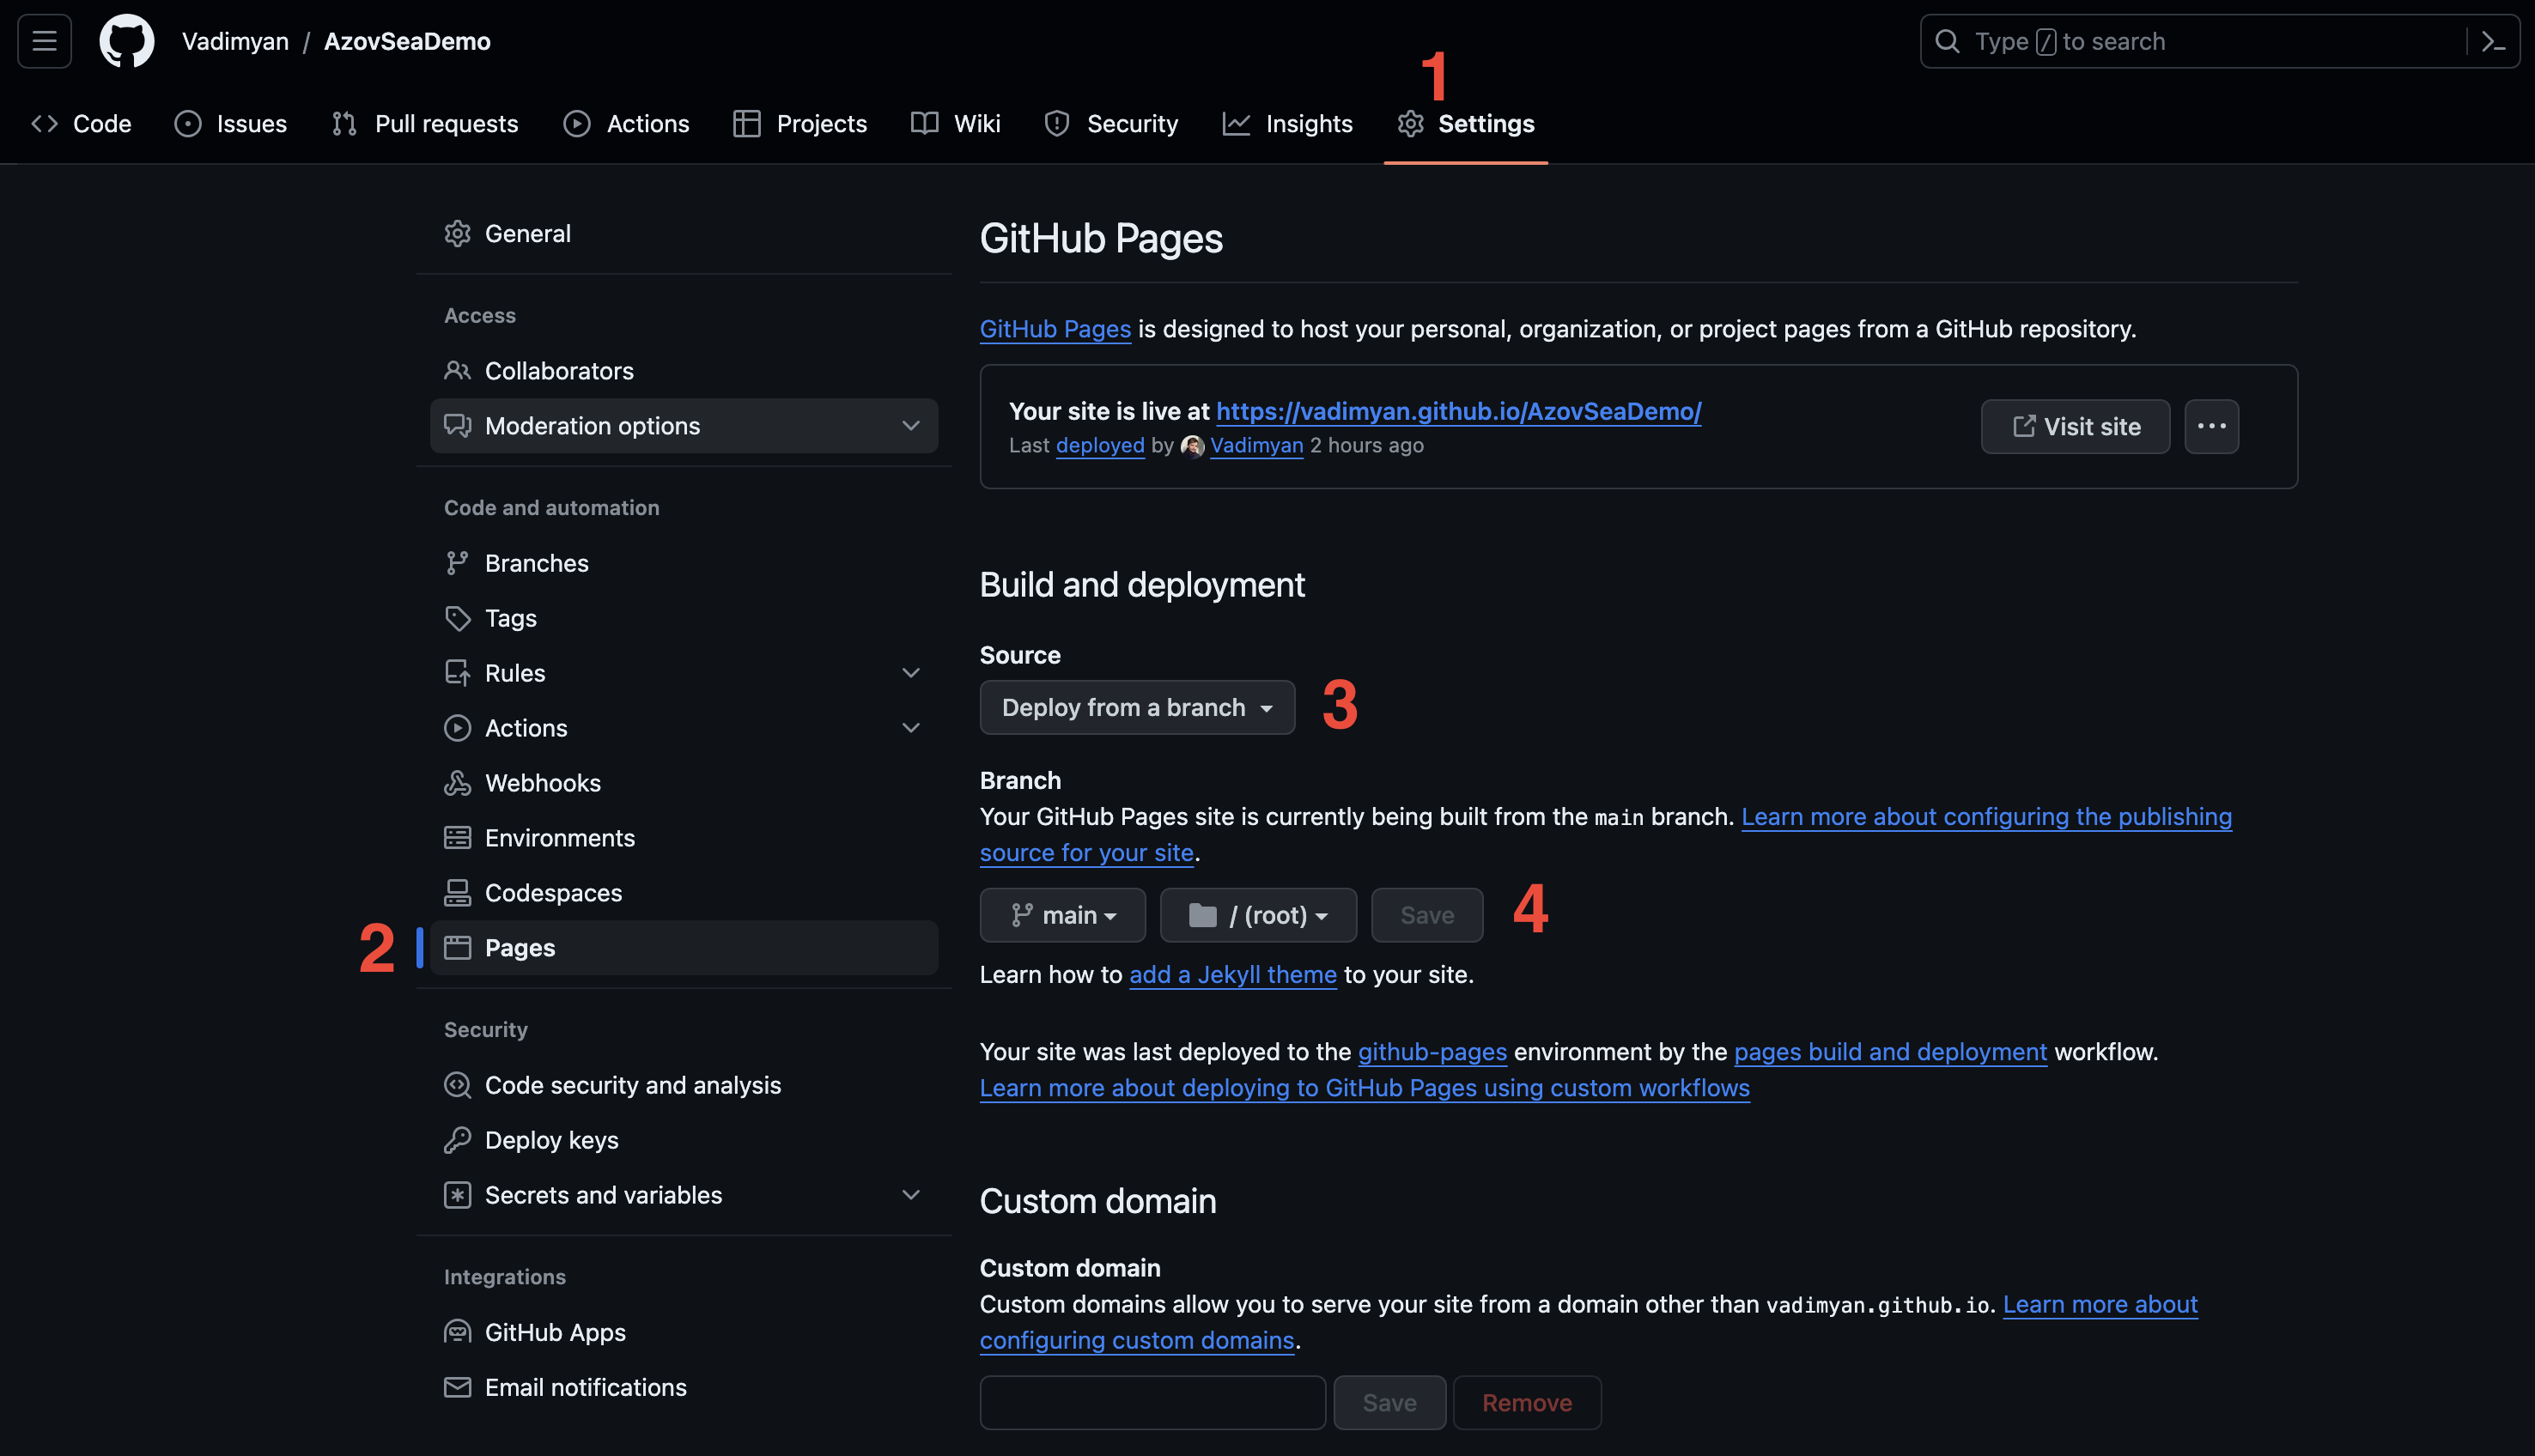 Vadimyan / AzovSeaDemo
Type / to search
1
Code
Issues
Pull requests
Actions
Projects
Wiki
Security
Insights
Settings
General
Access
Collaborators
Moderation options
Code and automation
Branches
Tags
Rules
Actions
Webhooks
Environments
Codespaces
2
Pages
Security
Code security and analysis
Deploy keys
Secrets and variables
Integrations
GitHub Apps
Email notifications
GitHub Pages
GitHub Pages is designed to host your personal, organization, or project pages from a GitHub repository.
Your site is live at https://vadimyan.github.io/AzovSeaDemo/
Last deployed by Vadimyan 2 hours ago
Visit site
Build and deployment
Source
Deploy from a branch
3
Branch
Your GitHub Pages site is currently being built from the main branch. Learn more about configuring the publishing
source for your site.
main
/ (root)
Save
4
Learn how to add a Jekyll theme to your site.
Your site was last deployed to the github-pages environment by the pages build and deployment workflow.
Learn more about deploying to GitHub Pages using custom workflows
Custom domain
Custom domain
Custom domains allow you to serve your site from a domain other than vadimyan.github.io. Learn more about
configuring custom domains.
Save
Remove